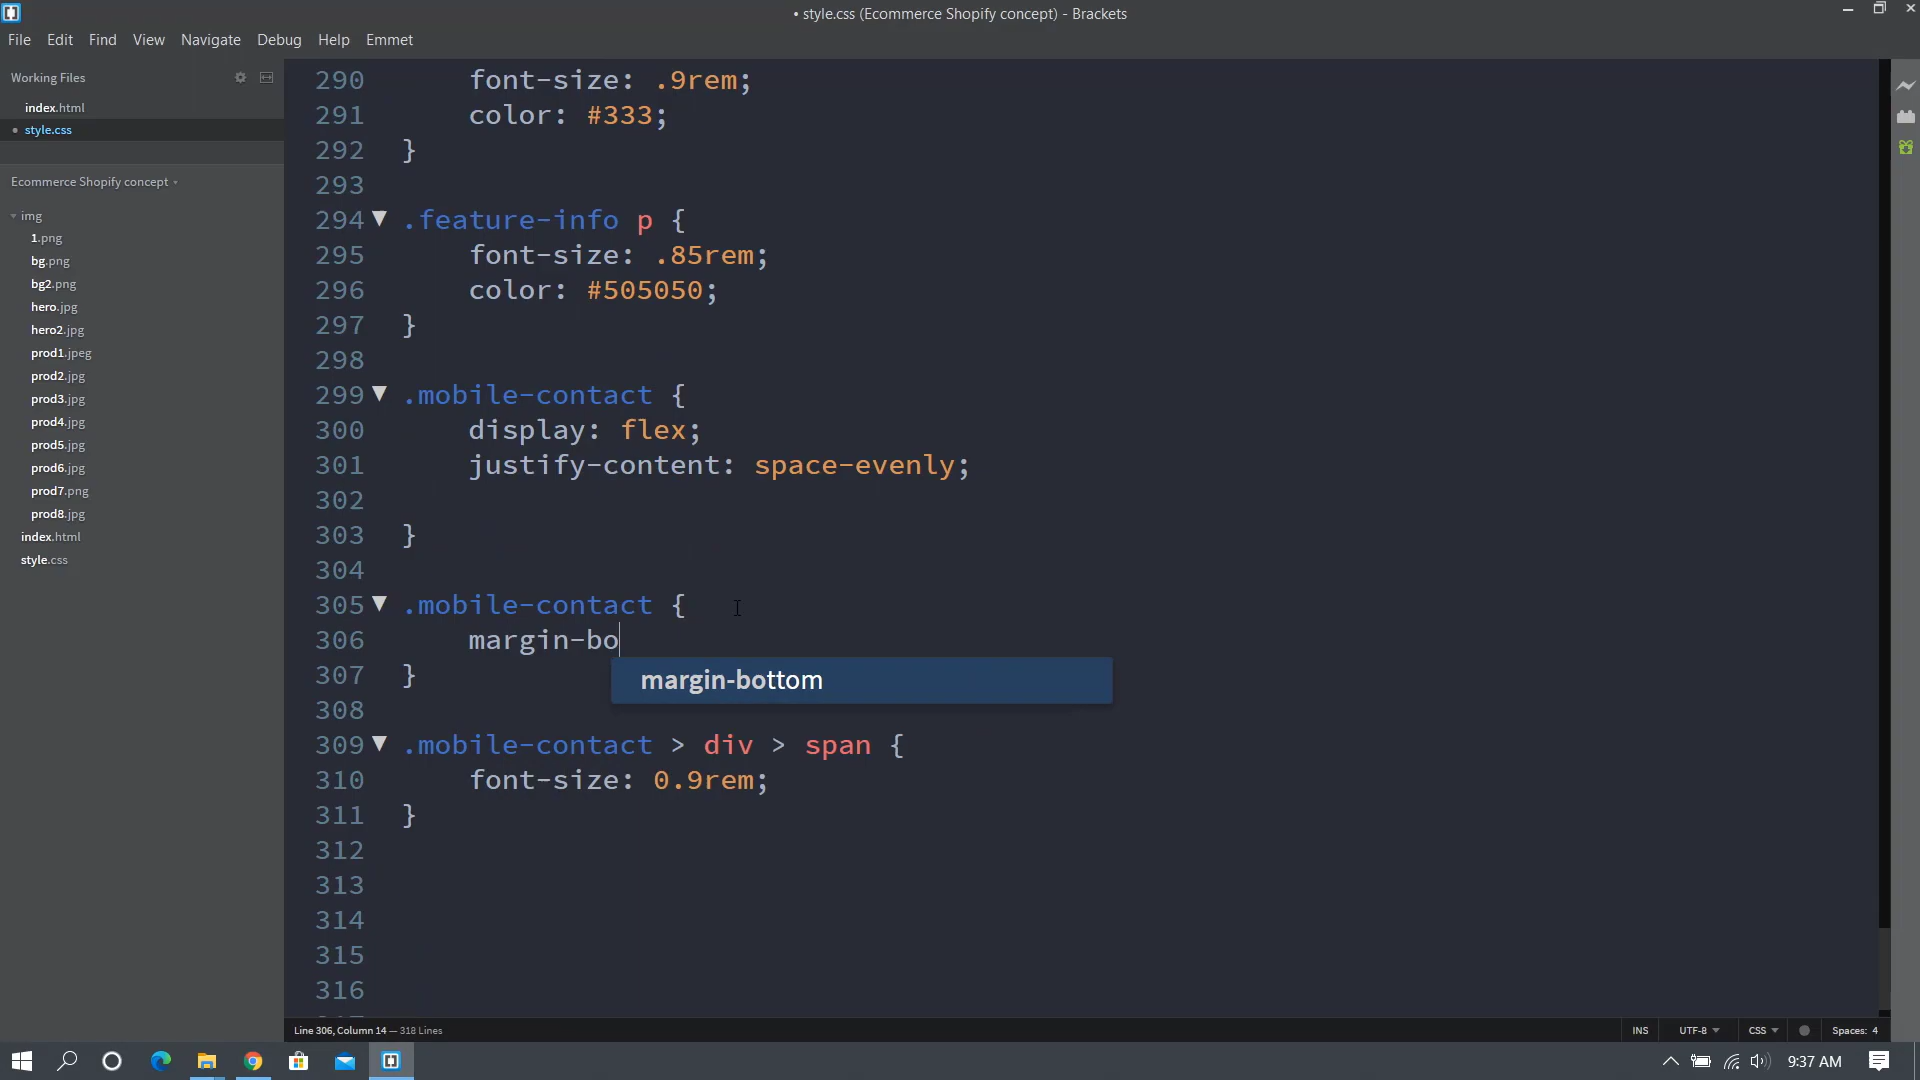 • style.css (Ecommerce Shopify concept) - Brackets
File Edit Find View Navigate Debug Help Emmet
Working Files
index.html
• style.css
Ecommerce Shopify concept
img
1.png
bg.png
bg2.png
hero.jpg
hero2.jpg
prod1.jpeg
prod2.jpg
prod3.jpg
prod4.jpg
prod5.jpg
prod6.jpg
prod7.png
prod8.jpg
index.html
style.css
290 font-size: .9rem;
291 color: #333;
292 }
293
294 .feature-info p {
295 font-size: .85rem;
296 color: #505050;
297 }
298
299 .mobile-contact {
300 display: flex;
301 justify-content: space-evenly;
302
303 }
304
305 .mobile-contact {
306 margin-bo
margin-bottom
307 }
308
309 .mobile-contact > div > span {
310 font-size: 0.9rem;
311 }
312
313
314
315
316
Line 306, Column 14 — 318 Lines
INS UTF-8 CSS Spaces: 4
9:37 AM